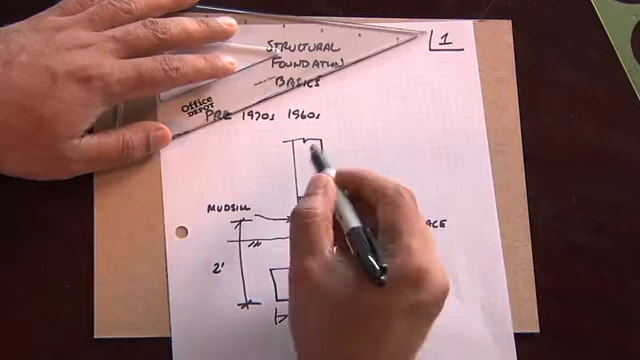 STRUCTURAL
FOUNDATION
BASICS
1
Office
DEPOT
PRE 1970s 1960s
MUDSILL
2'